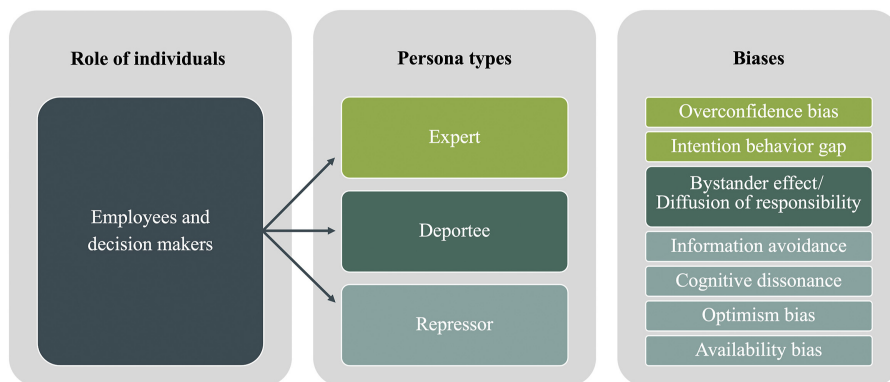 Role of individuals
Employees and
decision makers
Persona types
Expert
Deportee
Repressor
Biases
Overconfidence bias
Intention behavior gap
Bystander effect/
Diffusion of responsibility
Information avoidance
Cognitive dissonance
Optimism bias
Availability bias